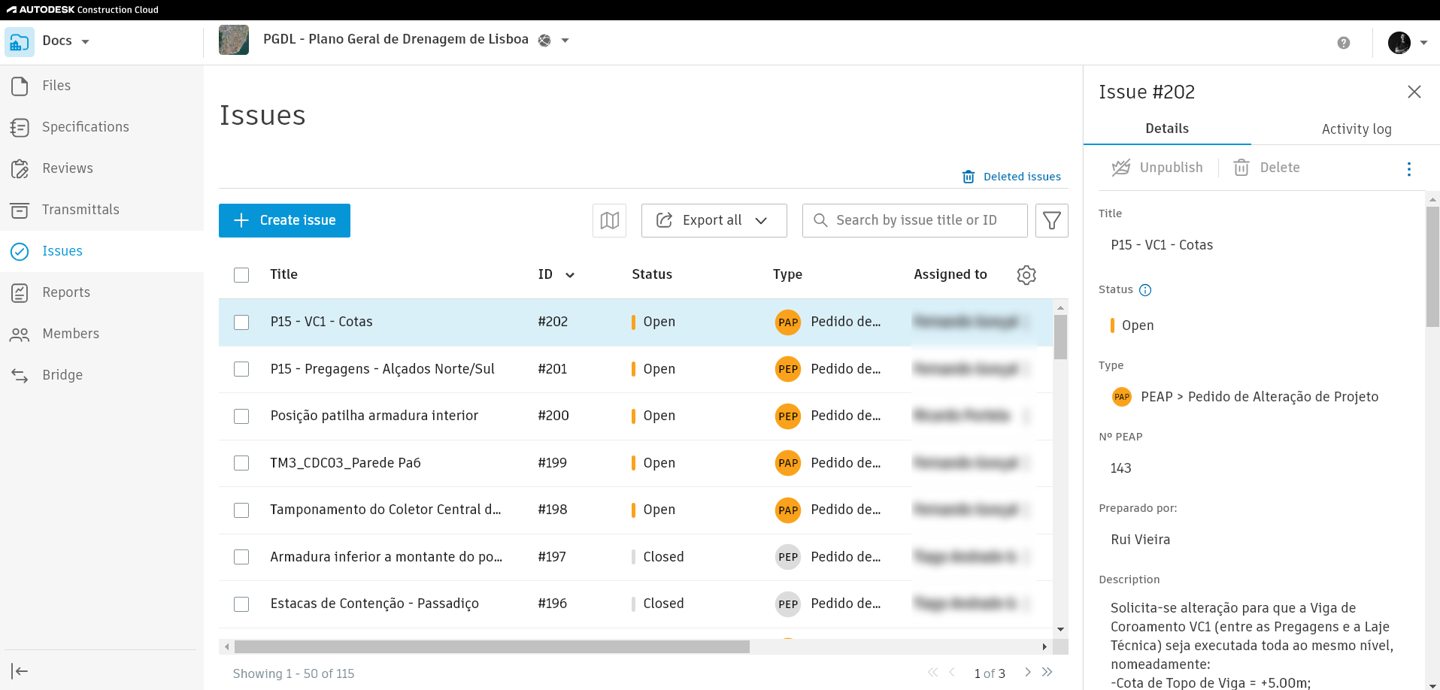 AUTODESK Construction Cloud
Docs
PGDL - Plano Geral de Drenagem de Lisboa
Files
Specifications
Reviews
Transmittals
Issues
Reports
Members
Bridge
Issues
Deleted issues
Create issue
Export all
Search by issue title or ID
Title ID Status Type Assigned to
P15 - VC1 - Cotas #202 Open PAP Pedido de...
P15 - Pregagens - Alçados Norte/Sul #201 Open PEP Pedido de...
Posição patilha armadura interior #200 Open PEP Pedido de...
TM3_CDC03_Parede Pa6 #199 Open PAP Pedido de...
Tamponamento do Coletor Central d... #198 Open PAP Pedido de...
Armadura inferior a montante do po... #197 Closed PEP Pedido de...
Estacas de Contenção - Passadiço #196 Closed PEP Pedido de...
Showing 1 - 50 of 115
1 of 3
Issue #202
Details Activity log
Unpublish Delete
Title
P15 - VC1 - Cotas
Status
Open
Type
PAP PEAP > Pedido de Alteração de Projeto
Nº PEAP
143
Preparado por:
Rui Vieira
Description
Solicita-se alteração para que a Viga de
Coroamento VC1 (entre as Pregagens e a Laje
Técnica) seja executada toda ao mesmo nível,
nomeadamente:
-Cota de Topo de Viga = +5.00m;